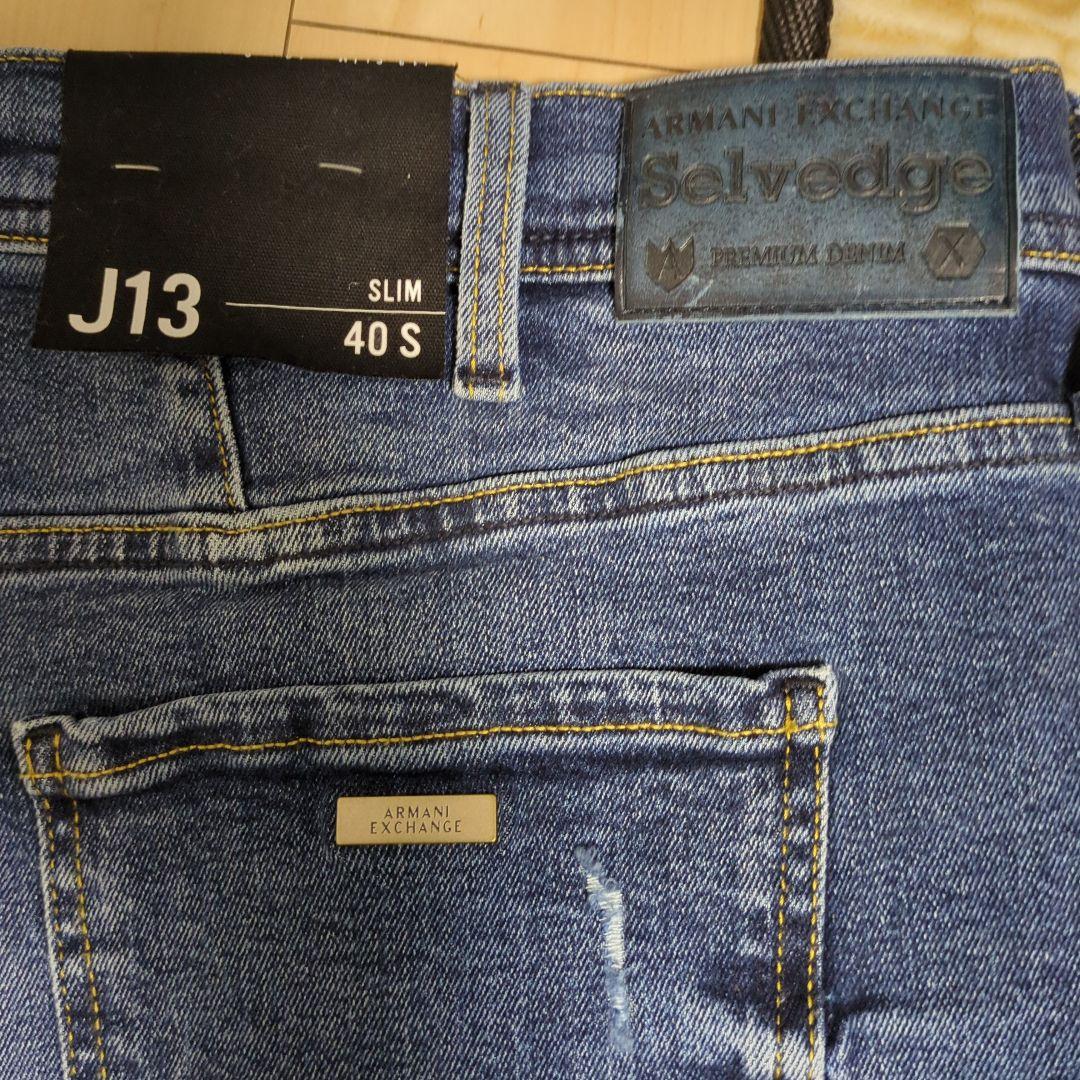 J13
SLIM
40 S
ARMANI EXCHANGE
Selvedge
A PREMIUM DENIM X
ARMANI
EXCHANGE